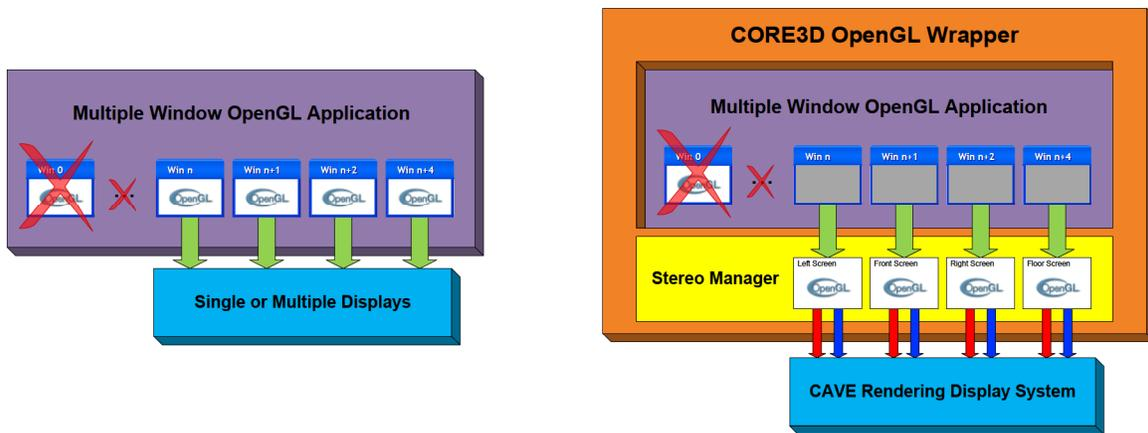 Multiple Window OpenGL Application
Win 0
Win n
Win n+1
Win n+2
Win n+4
OpenGL
OpenGL
OpenGL
OpenGL
OpenGL
Single or Multiple Displays
CORE3D OpenGL Wrapper
Multiple Window OpenGL Application
Win 0
Win n
Win n+1
Win n+2
Win n+4
OpenGL
Stereo Manager
Left Screen
Front Screen
Right Screen
Floor Screen
OpenGL
OpenGL
OpenGL
OpenGL
CAVE Rendering Display System